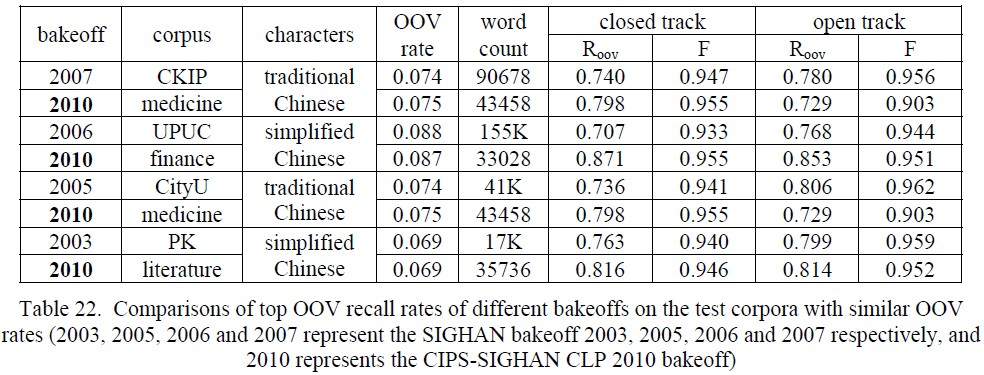 bakeoff corpus characters OOV rate word count closed track open track
Roov F Roov F
2007 CKIP traditional Chinese 0.074 90678 0.740 0.947 0.780 0.956
2010 medicine 0.075 43458 0.798 0.955 0.729 0.903
2006 UPUC simplified Chinese 0.088 155K 0.707 0.933 0.768 0.944
2010 finance 0.087 33028 0.871 0.955 0.853 0.951
2005 CityU traditional Chinese 0.074 41K 0.736 0.941 0.806 0.962
2010 medicine 0.075 43458 0.798 0.955 0.729 0.903
2003 PK simplified Chinese 0.069 17K 0.763 0.940 0.799 0.959
2010 literature 0.069 35736 0.816 0.946 0.814 0.952
Table 22. Comparisons of top OOV recall rates of different bakeoffs on the test corpora with similar OOV
rates (2003, 2005, 2006 and 2007 represent the SIGHAN bakeoff 2003, 2005, 2006 and 2007 respectively, and
2010 represents the CIPS-SIGHAN CLP 2010 bakeoff)